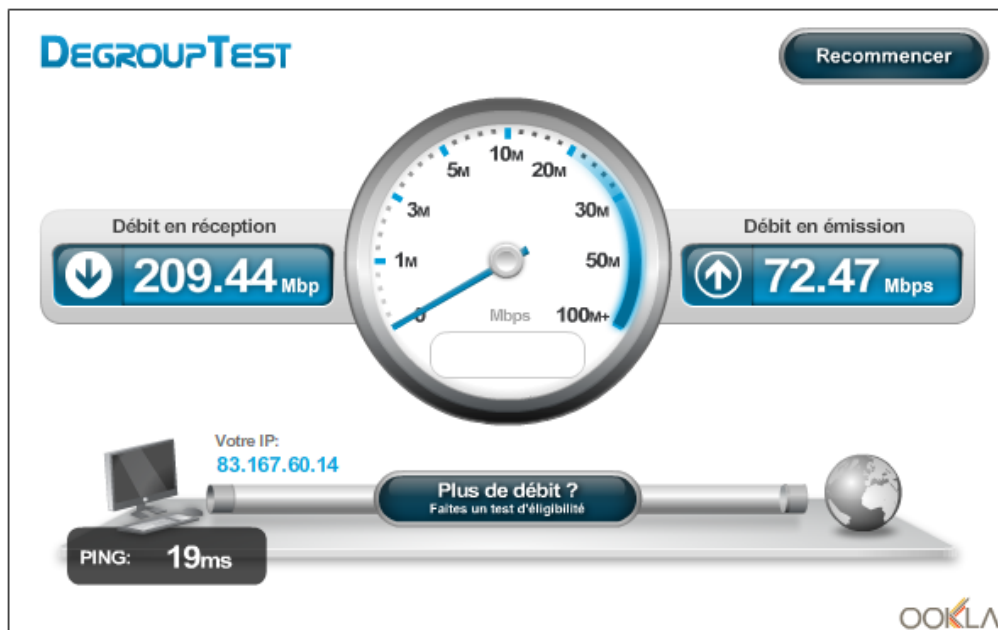 DEGROUPTEST
Recommencer
Débit en réception
209.44 Mbp
10M
5M
20M
3M
30M
1M
50M
0
Mbps
100M+
Débit en émission
72.47 Mbps
Votre IP:
83.167.60.14
Plus de débit ?
Faites un test d'éligibilité
PING: 19ms
OOKLA